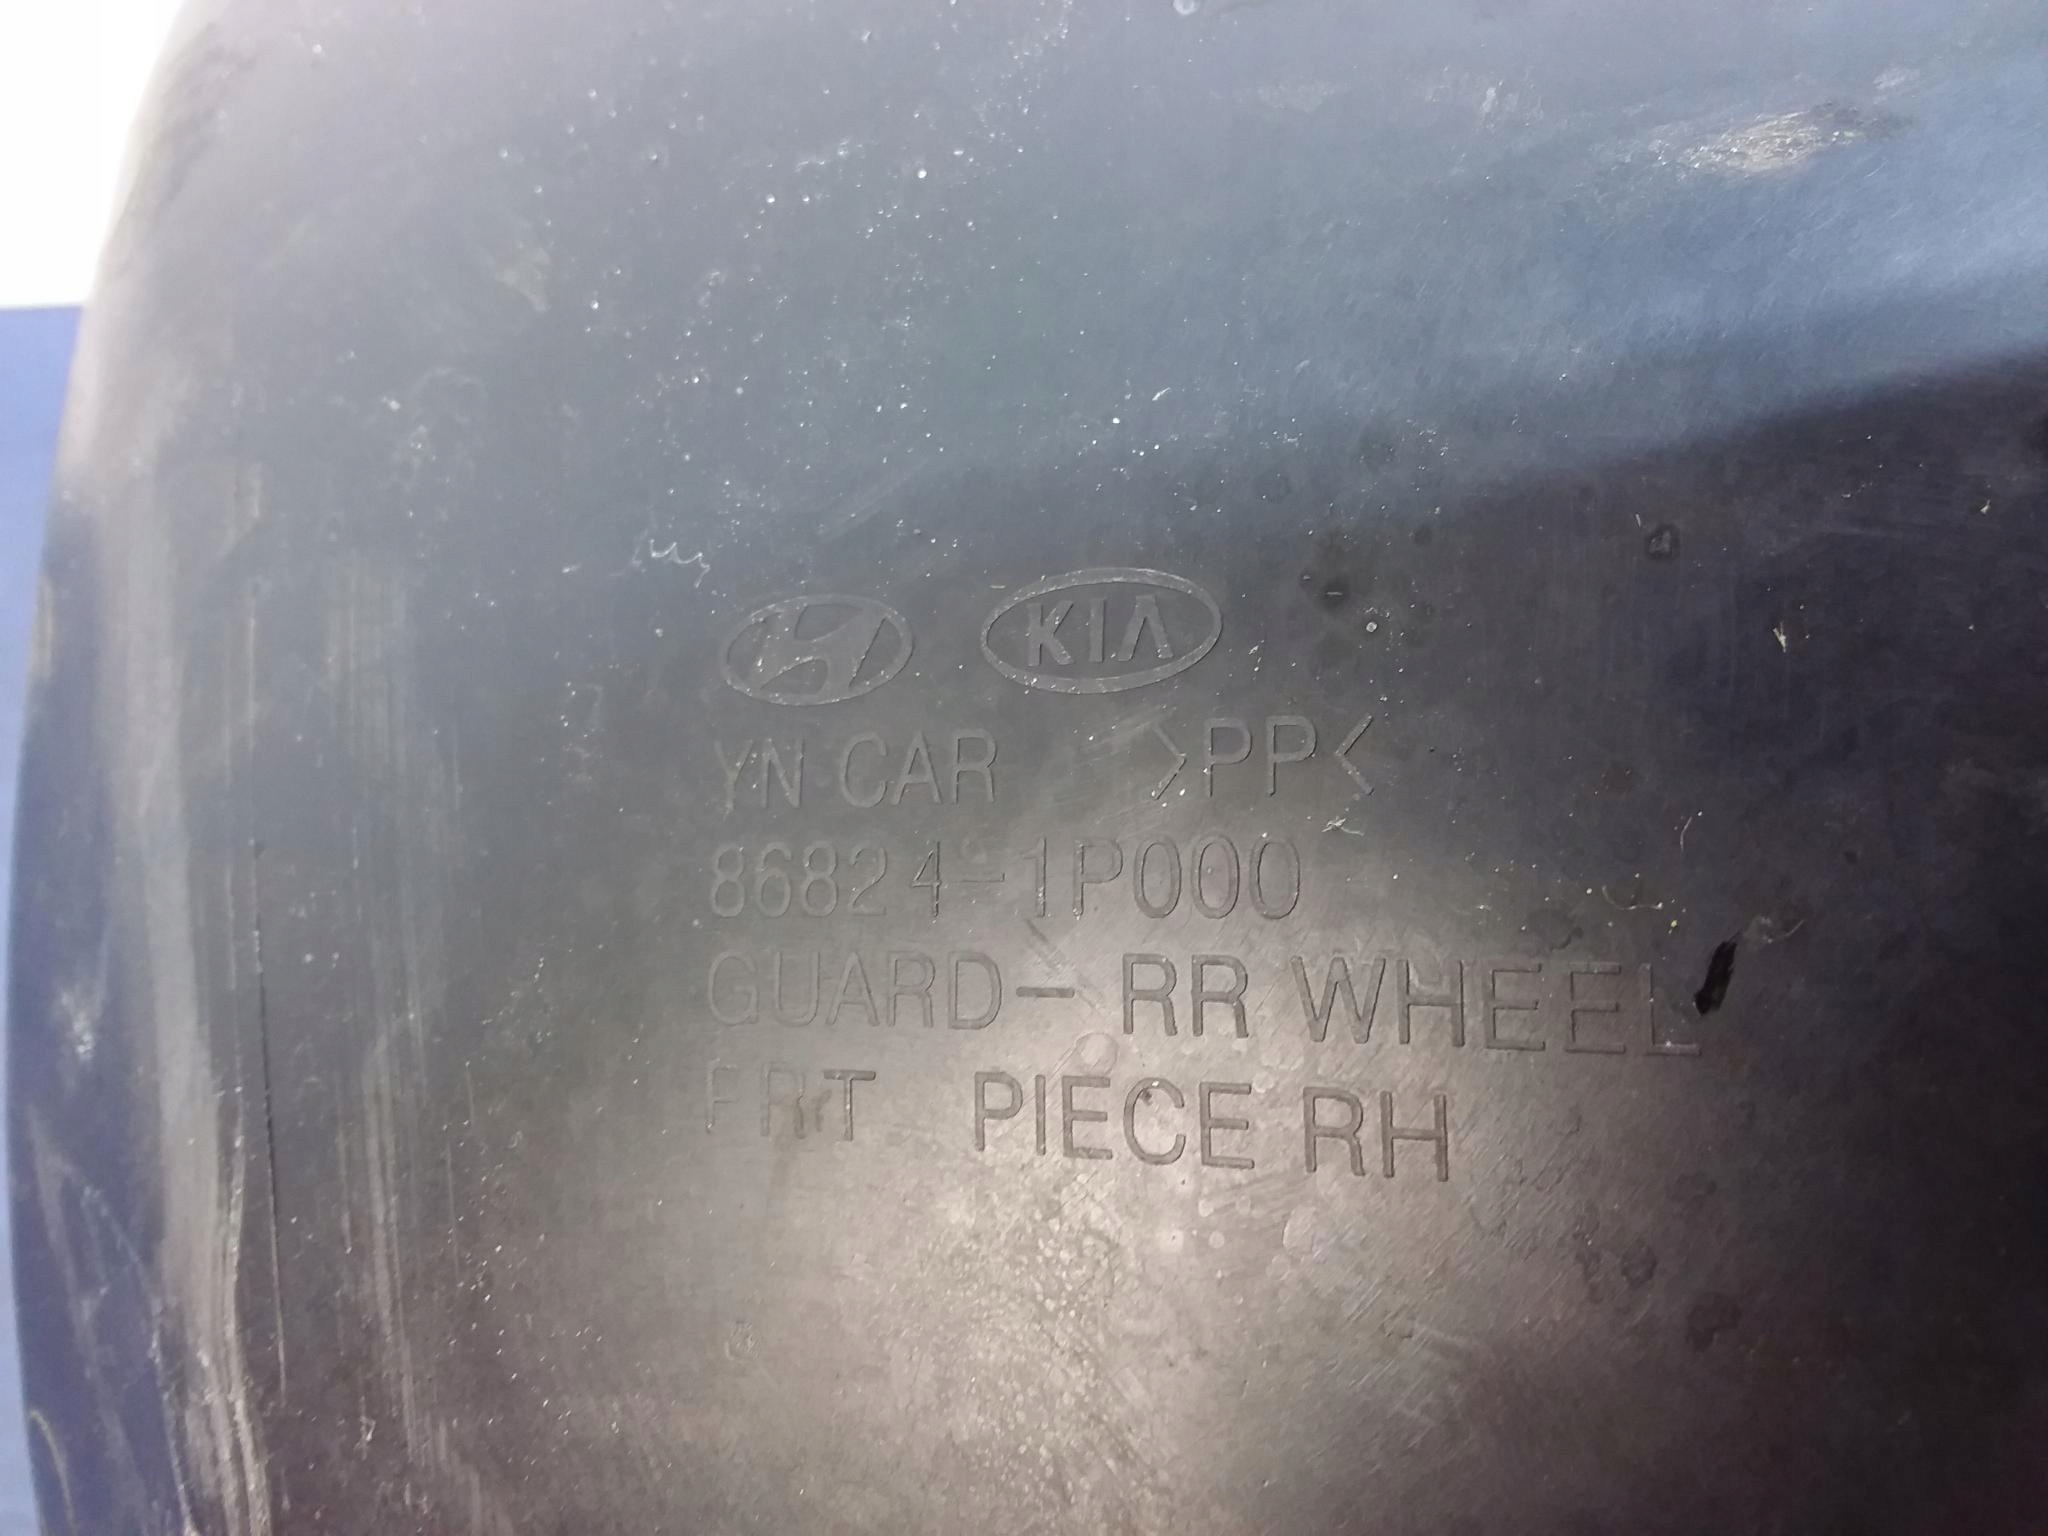 KIA
YN CAR >PP<
86824-1P000
GUARD-RR WHEEL
FRT PIECE RH